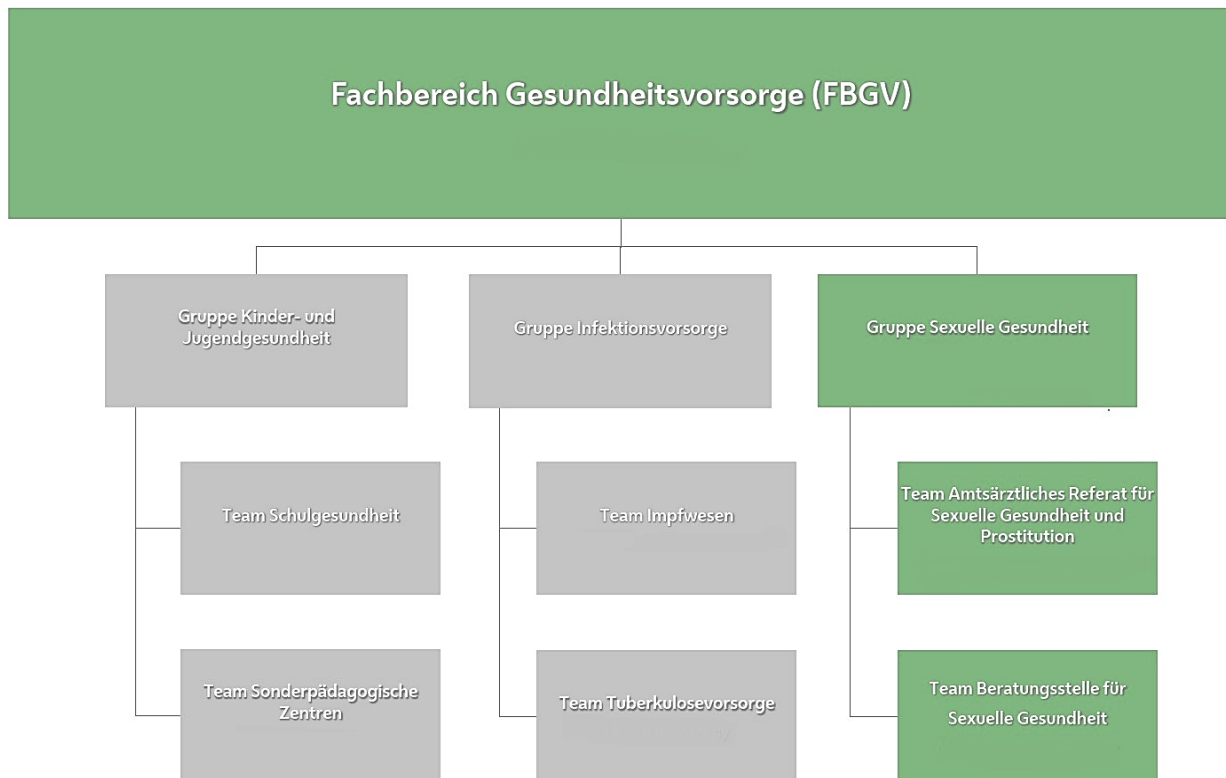 Fachbereich Gesundheitsvorsorge (FBGV)
Gruppe Kinder- und
Jugendgesundheit
Gruppe Infektionsvorsorge
Gruppe Sexuelle Gesundheit
Team Schulgesundheit
Team Impfwesen
Team Amtsärztliches Referat für
Sexuelle Gesundheit und
Prostitution
Team Sonderpädagogische
Zentren
Team Tuberkulosevorsorge
Team Beratungsstelle für
Sexuelle Gesundheit